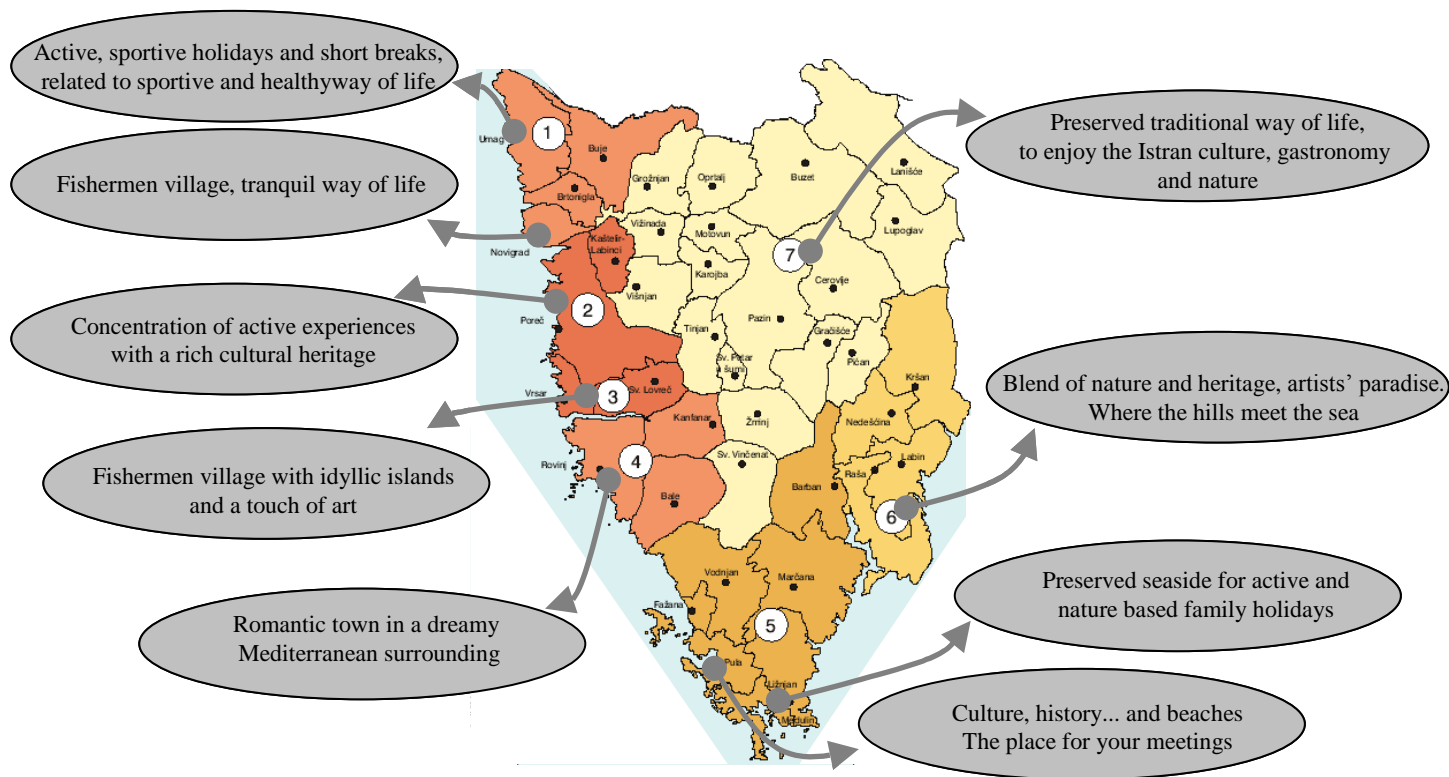 Active, sportive holidays and short breaks,
related to sportive and healthyway of life
Fishermen village, tranquil way of life
Concentration of active experiences
with a rich cultural heritage
Fishermen village with idyllic islands
and a touch of art
Romantic town in a dreamy
Mediterranean surrounding
Preserved traditional way of life,
to enjoy the Istran culture, gastronomy
and nature
Blend of nature and heritage, artists’ paradise.
Where the hills meet the sea
Preserved seaside for active and
nature based family holidays
Culture, history... and beaches
The place for your meetings
1
Umag
Buje
Brtonigla
Novigrad
Grožnjan
Oprtalj
Buzet
Lanišće
Lupoglav
Vižinada
Motovun
Kaštelir-
Labinci
Karojba
7
Cerovlje
Višnjan
2
Poreč
Tinjan
Pazin
Gračišće
Sv. Petar
u šumi
Pićan
Kršan
Vrsar
3
Sv. Lovreč
Kanfanar
Žminj
Nedešćina
Rovinj
4
Sv. Vinčenat
Labin
Raša
Barban
Bale
6
Vodnjan
Marčana
Fažana
5
Pula
Ližnjan
Medulin